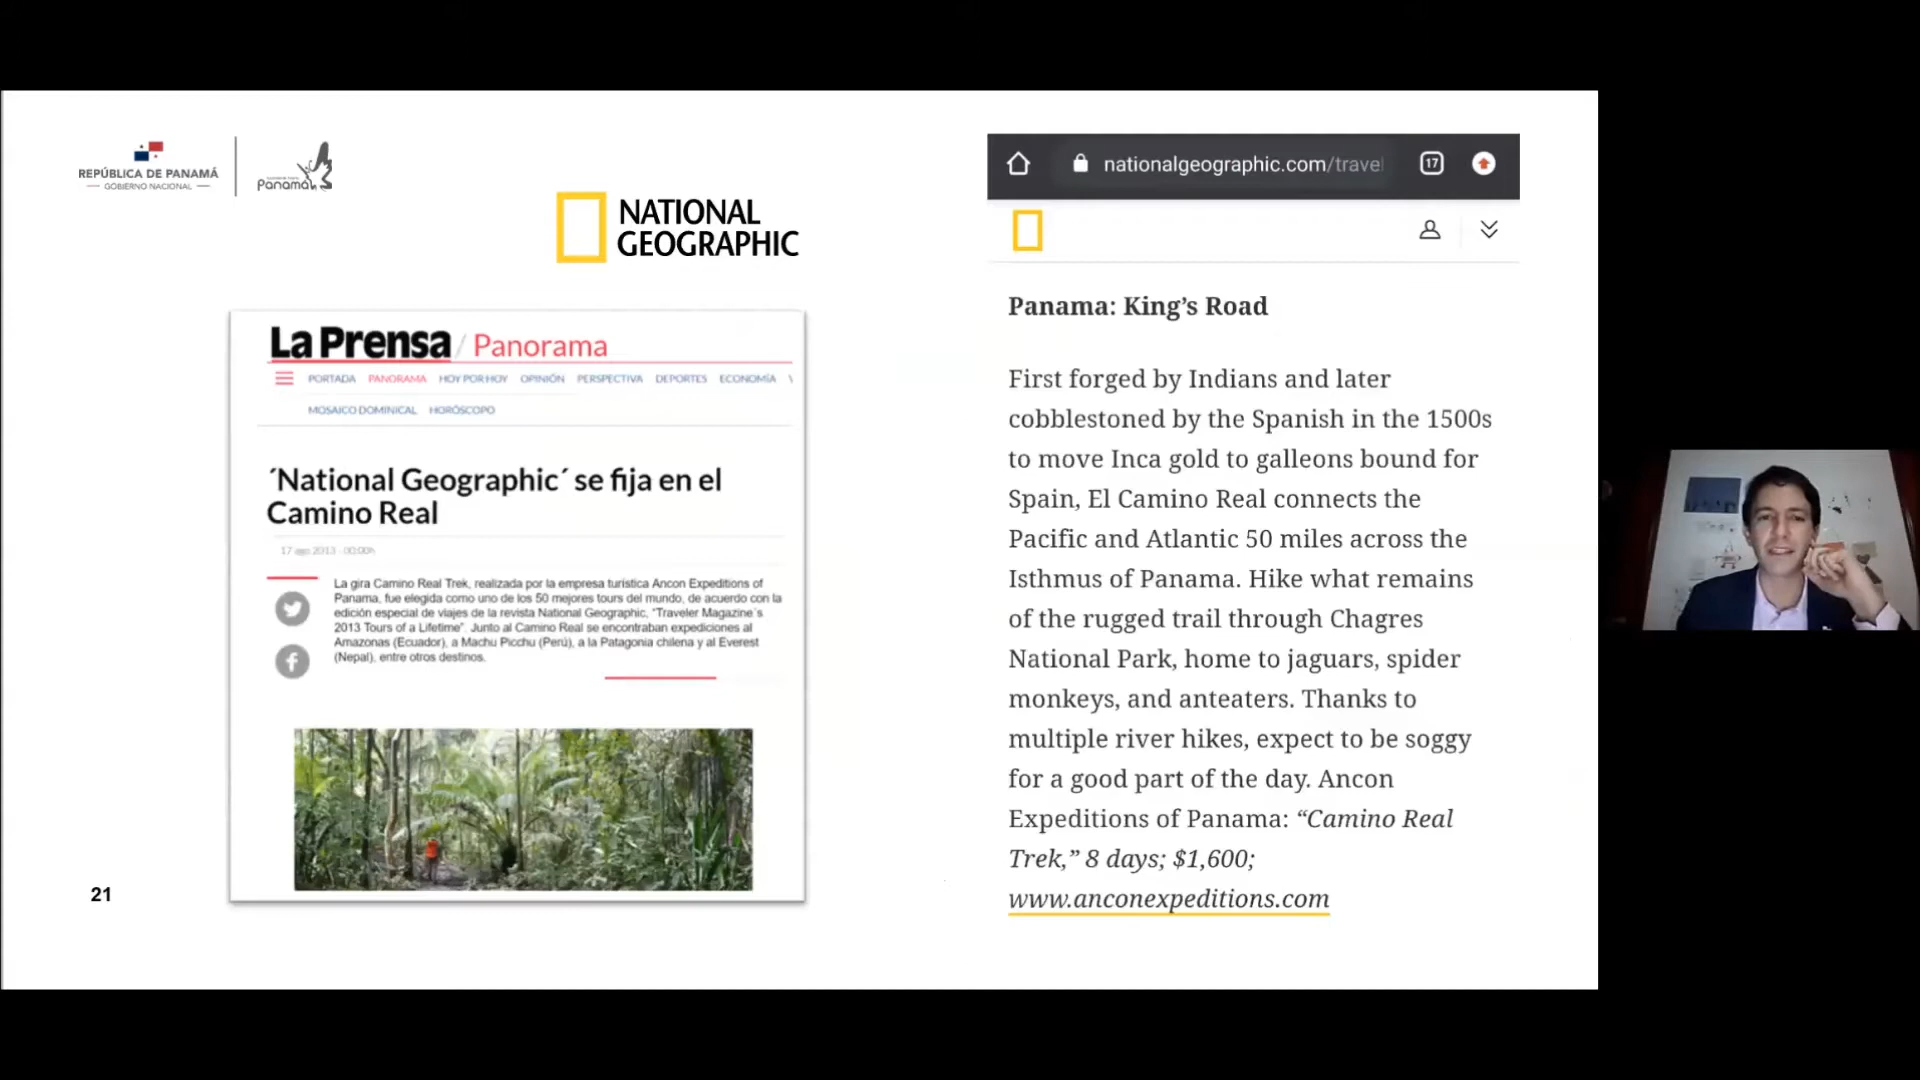 REPÚBLICA DE PANAMÁ
GOBIERNO NACIONAL
Panamá
NATIONAL
GEOGRAPHIC
La Prensa / Panorama
PORTADA PANORAMA HOY POR HOY OPINIÓN PERSPECTIVA DEPORTES ECONOMÍA
MOSAICO DOMINICAL HORÓSCOPO
´National Geographic´ se fija en el
Camino Real
17 ago 2013 - 00:00h
La gira Camino Real Trek, realizada por la empresa turística Ancon Expeditions of
Panama, fue elegida como uno de los 50 mejores tours del mundo, de acuerdo con la
edición especial de viajes de la revista National Geographic, "Traveler Magazine´s
2013 Tours of a Lifetime". Junto al Camino Real se encontraban expediciones al
Amazonas (Ecuador), a Machu Picchu (Perú), a la Patagonia chilena y al Everest
(Nepal), entre otros destinos.
21
nationalgeographic.com/travel
17
Panama: King’s Road
First forged by Indians and later
cobblestoned by the Spanish in the 1500s
to move Inca gold to galleons bound for
Spain, El Camino Real connects the
Pacific and Atlantic 50 miles across the
Isthmus of Panama. Hike what remains
of the rugged trail through Chagres
National Park, home to jaguars, spider
monkeys, and anteaters. Thanks to
multiple river hikes, expect to be soggy
for a good part of the day. Ancon
Expeditions of Panama: “Camino Real
Trek,” 8 days; $1,600;
www.anconexpeditions.com